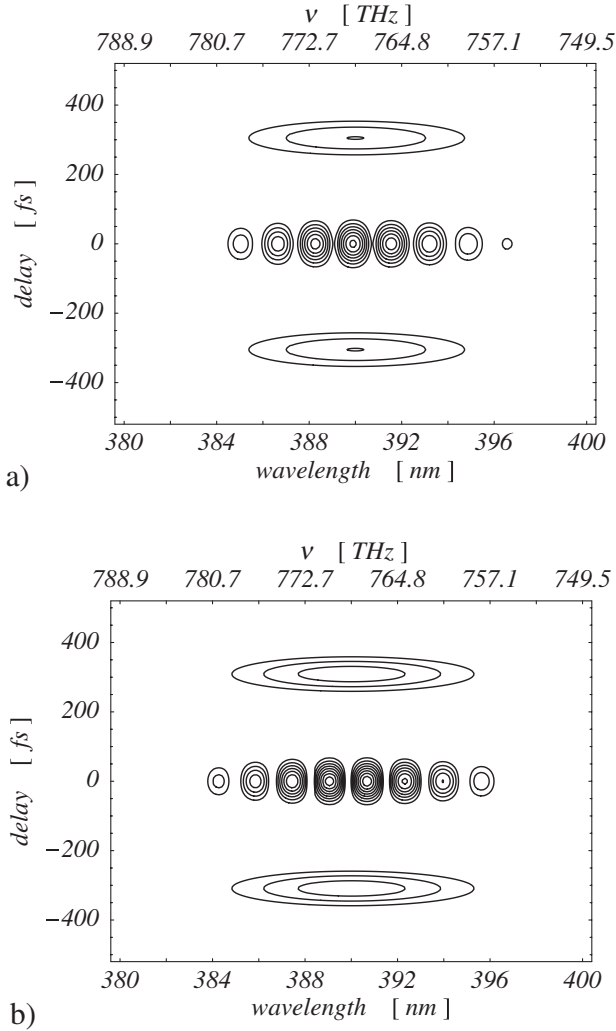 ν [ THz ]
788.9 780.7 772.7 764.8 757.1 749.5
400
200
0
−200
−400
delay [ fs ]
380 384 388 392 396 400
wavelength [ nm ]
a)
ν [ THz ]
788.9 780.7 772.7 764.8 757.1 749.5
400
200
0
−200
−400
delay [ fs ]
380 384 388 392 396 400
wavelength [ nm ]
b)